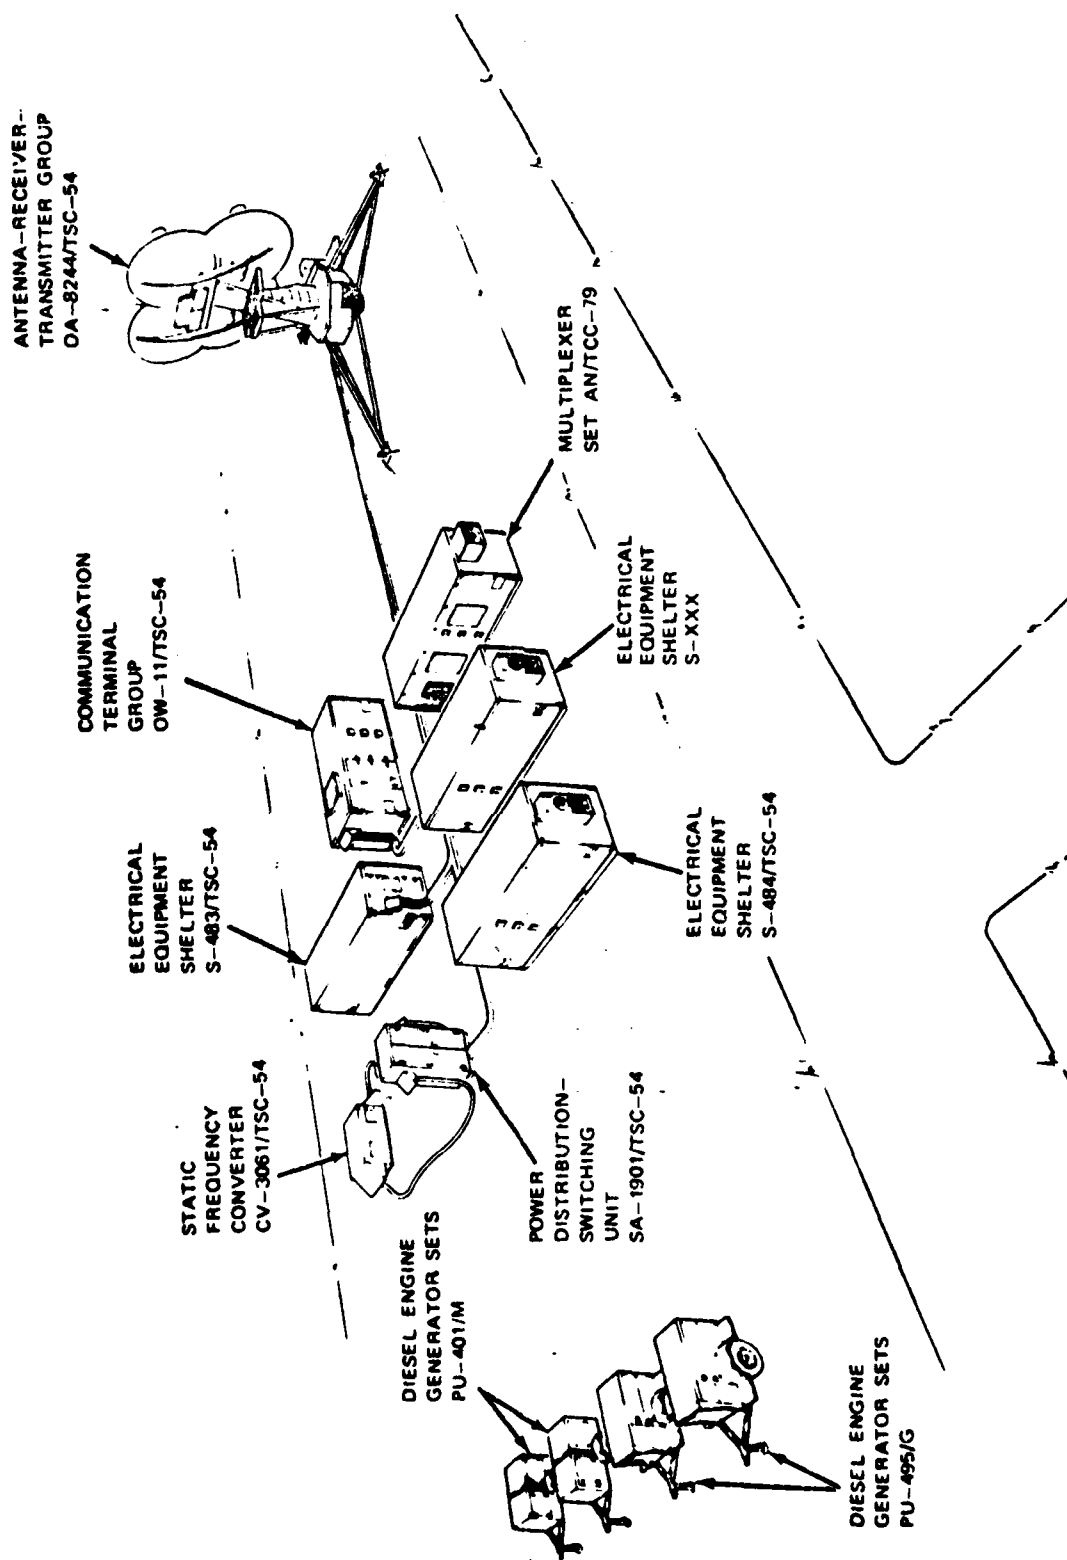 ANTENNA-RECEIVER-
TRANSMITTER GROUP
OA-8244/TSC-54
COMMUNICATION
TERMINAL
GROUP
OW-11/TSC-54
ELECTRICAL
EQUIPMENT
SHELTER
S-483/TSC-54
STATIC
FREQUENCY
CONVERTER
CV-3061/TSC-54
DIESEL ENGINE
GENERATOR SETS
PU-401/M
POWER
DISTRIBUTION-
SWITCHING
UNIT
SA-1901/TSC-54
MULTIPLEXER
SET AN/TCC-79
ELECTRICAL
EQUIPMENT
SHELTER
S-XXX
ELECTRICAL
EQUIPMENT
SHELTER
S-484/TSC-54
DIESEL ENGINE
GENERATOR SETS
PU-495/G